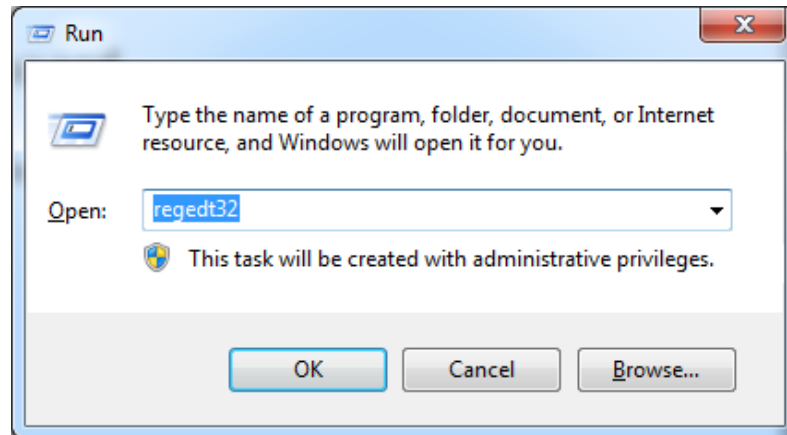 Run
Type the name of a program, folder, document, or Internet
resource, and Windows will open it for you.
Open: regedt32
This task will be created with administrative privileges.
OK Cancel Browse...